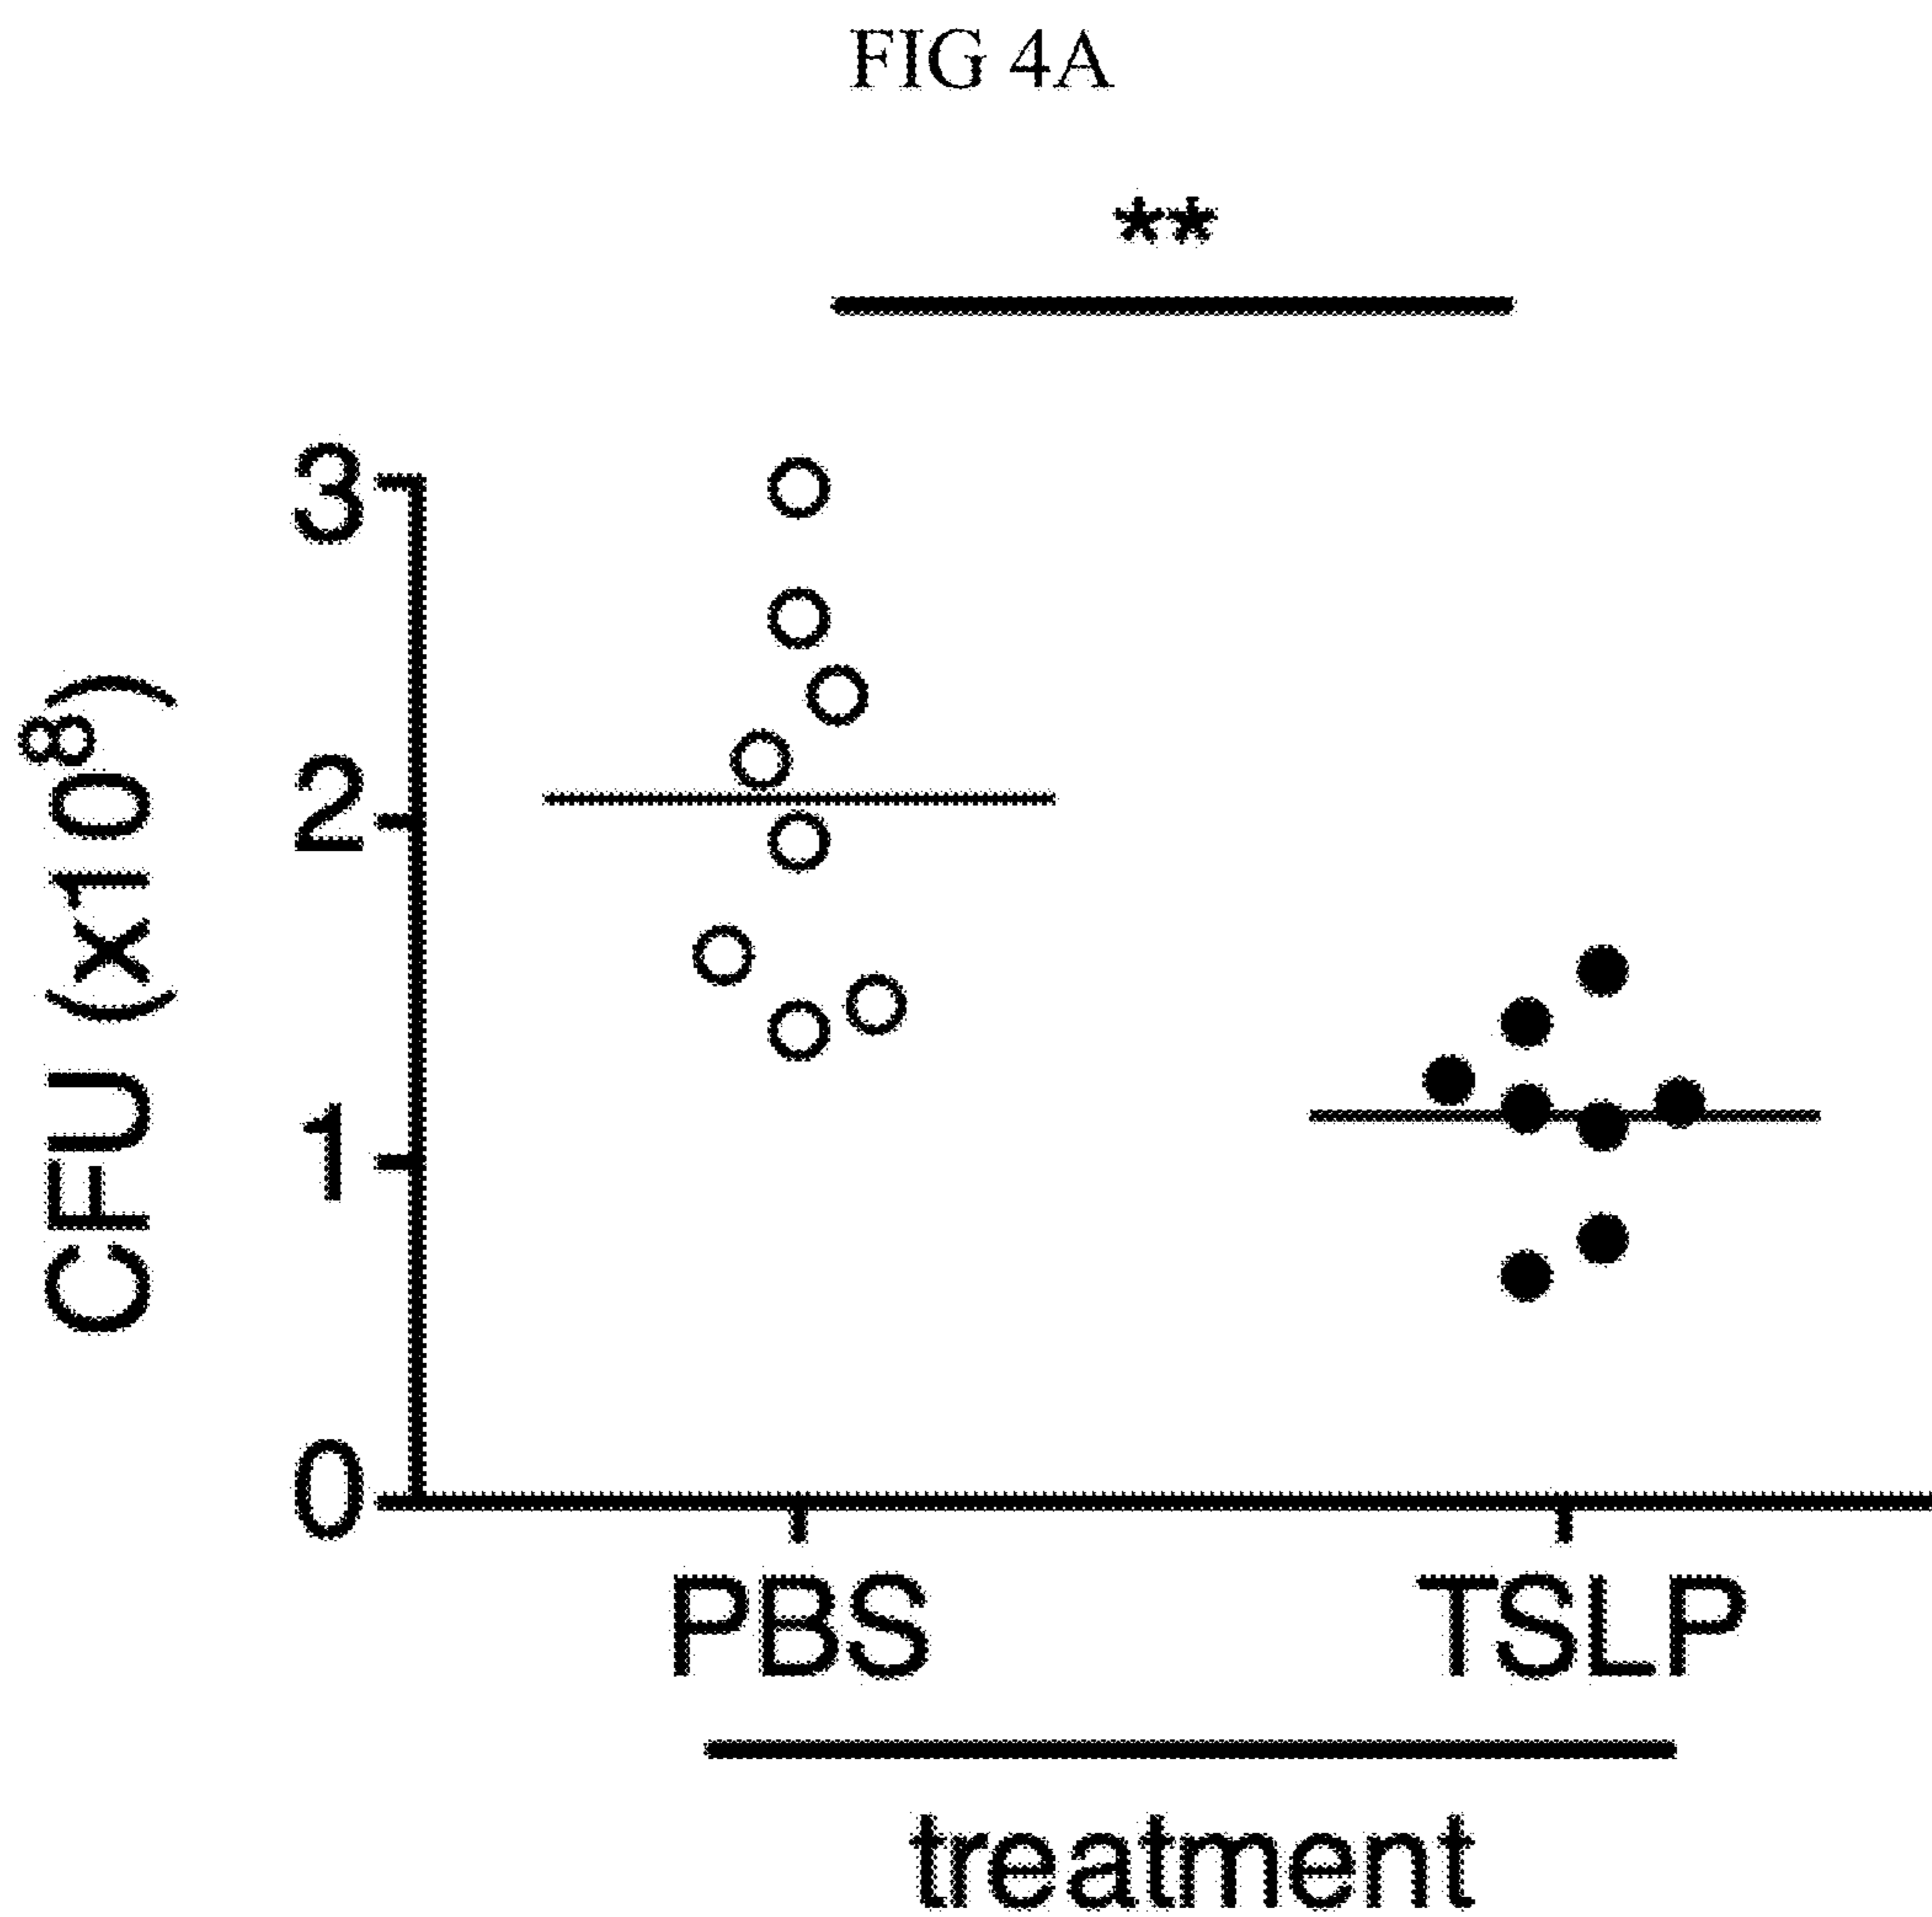 FIG 4A
**
3
2
1
0
CFU (x10⁸)
PBS TSLP
treatment